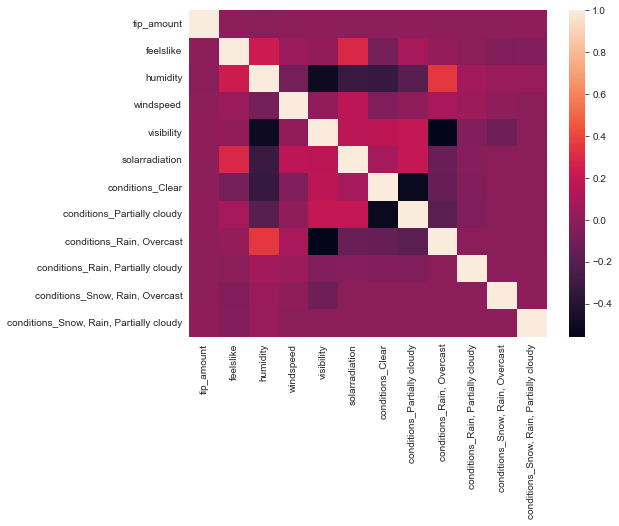 tip_amount
feelslike
humidity
windspeed
visibility
solarradiation
conditions_Clear
conditions_Partially cloudy
conditions_Rain, Overcast
conditions_Rain, Partially cloudy
conditions_Snow, Rain, Overcast
conditions_Snow, Rain, Partially cloudy
tip_amount
feelslike
humidity
windspeed
visibility
solarradiation
conditions_Clear
conditions_Partially cloudy
conditions_Rain, Overcast
conditions_Rain, Partially cloudy
conditions_Snow, Rain, Overcast
conditions_Snow, Rain, Partially cloudy
1.0
0.8
0.6
0.4
0.2
0.0
−0.2
−0.4